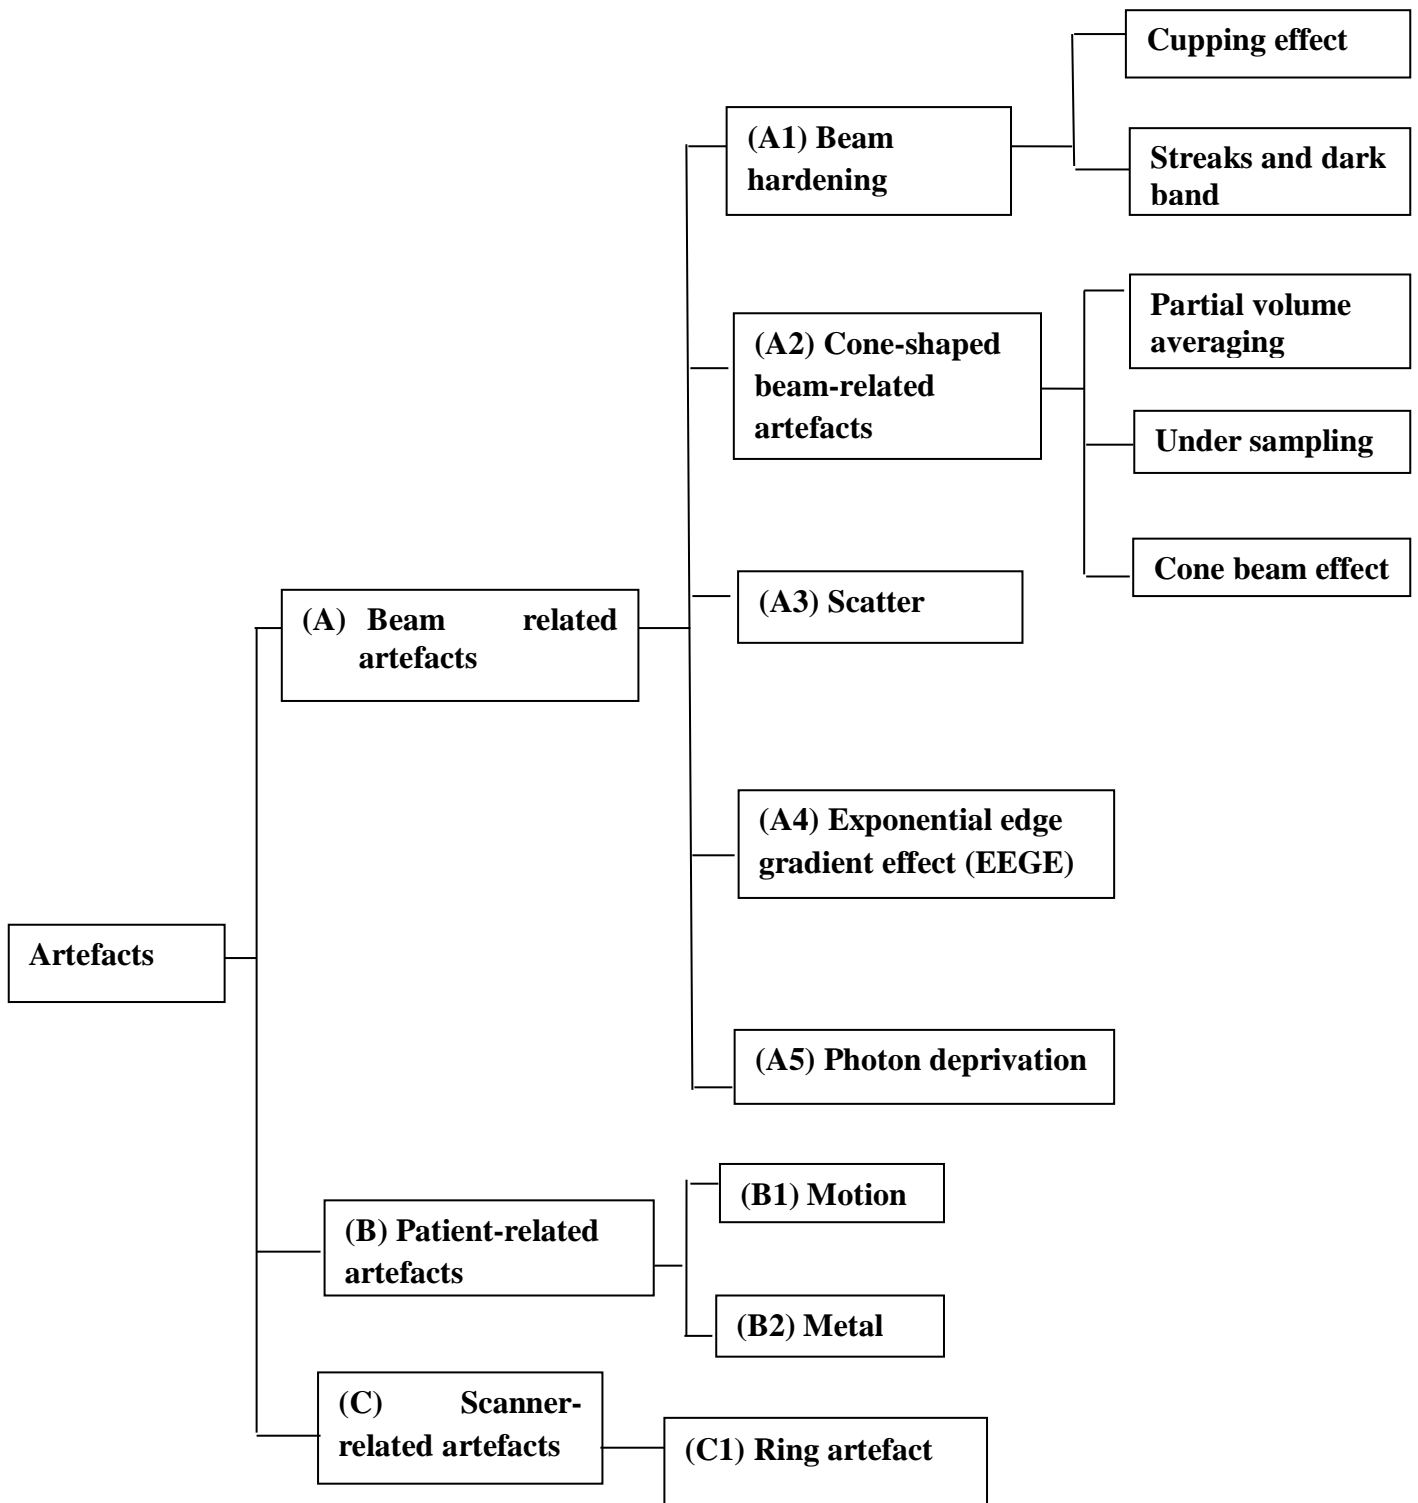 Cupping effect
(A1) Beam
hardening
Streaks and dark
band
Partial volume
averaging
(A2) Cone-shaped
beam-related
artefacts
Under sampling
Cone beam effect
(A3) Scatter
(A) Beam related
artefacts
(A4) Exponential edge
gradient effect (EEGE)
Artefacts
(A5) Photon deprivation
(B1) Motion
(B) Patient-related
artefacts
(B2) Metal
(C) Scanner-
related artefacts
(C1) Ring artefact